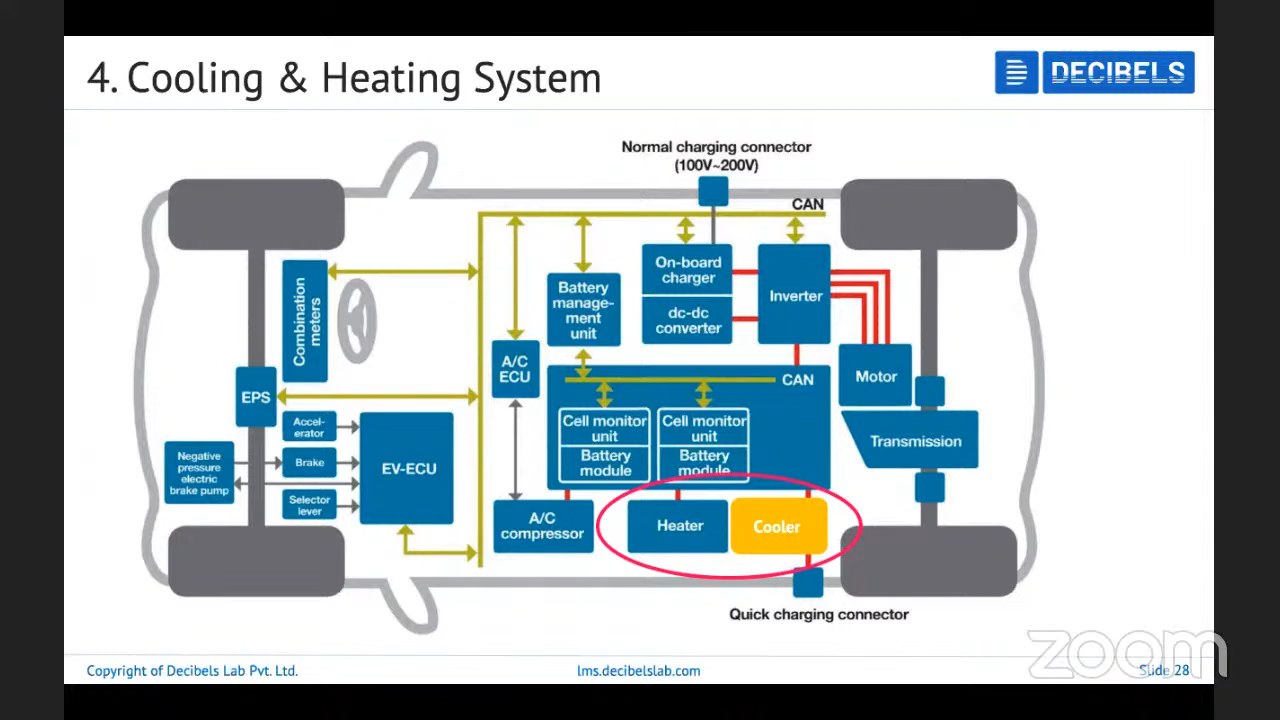 4. Cooling & Heating System
DECIBELS
Normal charging connector
(100V~200V)
CAN
On-board
charger
dc-dc
converter
Inverter
Battery
manage-
ment
unit
Combination
meters
A/C
ECU
CAN
Motor
EPS
Cell monitor
unit
Battery
module
Cell monitor
unit
Battery
module
Transmission
Accel-
erator
Brake
Selector
lever
EV-ECU
Negative
pressure
electric
brake pump
A/C
compressor
Heater
Cooler
Quick charging connector
Copyright of Decibels Lab Pvt. Ltd.
lms.decibelslab.com
Slide 28
zoom